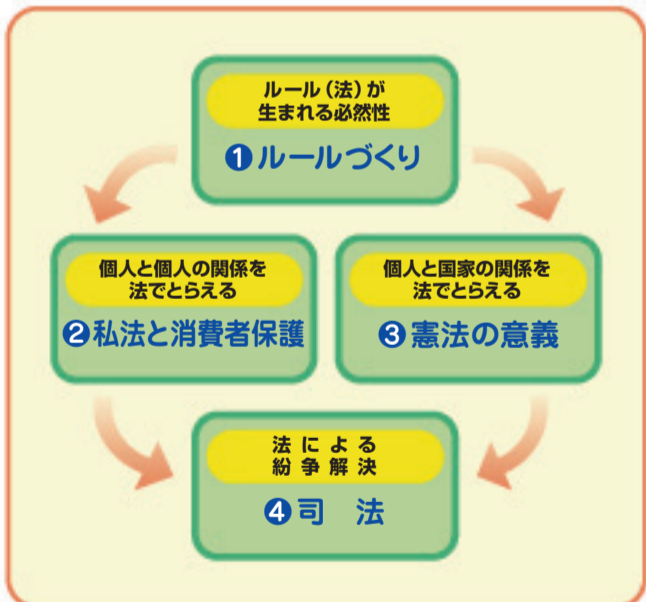 ルール（法）が
生まれる必然性
❶ルールづくり
個人と個人の関係を
法でとらえる
❷私法と消費者保護
個人と国家の関係を
法でとらえる
❸憲法の意義
法による
紛争解決
❹司　法